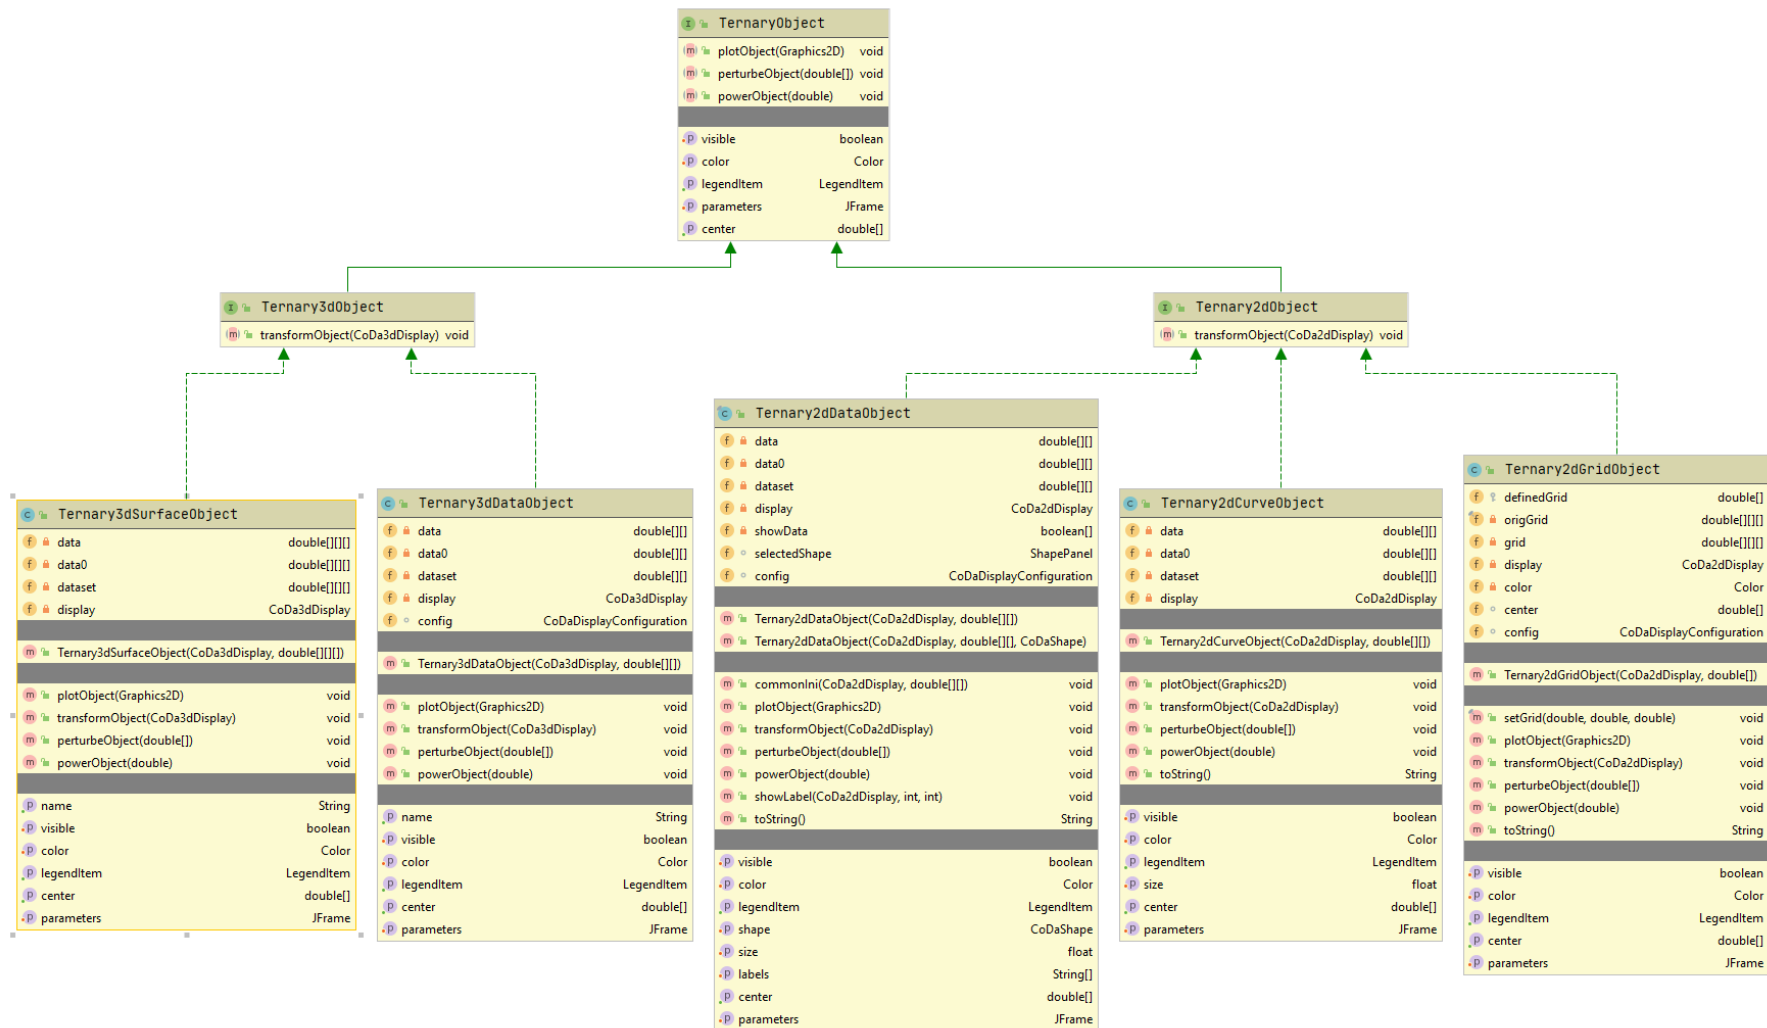 TernaryObject
plotObject(Graphics2D) void
perturbeObject(double[]) void
powerObject(double) void
visible boolean
color Color
legendItem LegendItem
parameters JFrame
center double[]
Ternary3dObject
transformObject(CoDa3dDisplay) void
Ternary2dObject
transformObject(CoDa2dDisplay) void
Ternary3dSurfaceObject
data double[][][]
data0 double[][][]
dataset double[][][]
display CoDa3dDisplay
Ternary3dSurfaceObject(CoDa3dDisplay, double[][][])
plotObject(Graphics2D) void
transformObject(CoDa3dDisplay) void
perturbeObject(double[]) void
powerObject(double) void
name String
visible boolean
color Color
legendItem LegendItem
center double[]
parameters JFrame
Ternary3dDataObject
data double[][]
data0 double[][]
dataset double[][]
display CoDa3dDisplay
config CoDaDisplayConfiguration
Ternary3dDataObject(CoDa3dDisplay, double[][])
plotObject(Graphics2D) void
transformObject(CoDa3dDisplay) void
perturbeObject(double[]) void
powerObject(double) void
name String
visible boolean
color Color
legendItem LegendItem
center double[]
parameters JFrame
Ternary2dDataObject
data double[][]
data0 double[][]
dataset double[][]
display CoDa2dDisplay
showData boolean[]
selectedShape ShapePanel
config CoDaDisplayConfiguration
Ternary2dDataObject(CoDa2dDisplay, double[][])
Ternary2dDataObject(CoDa2dDisplay, double[][], CoDaShape)
commonIni(CoDa2dDisplay, double[][]) void
plotObject(Graphics2D) void
transformObject(CoDa2dDisplay) void
perturbeObject(double[]) void
powerObject(double) void
showLabel(CoDa2dDisplay, int, int) void
toString() String
visible boolean
color Color
legendItem LegendItem
shape CoDaShape
size float
labels String[]
center double[]
parameters JFrame
Ternary2dCurveObject
data double[][]
data0 double[][]
dataset double[][]
display CoDa2dDisplay
Ternary2dCurveObject(CoDa2dDisplay, double[][])
plotObject(Graphics2D) void
transformObject(CoDa2dDisplay) void
perturbeObject(double[]) void
powerObject(double) void
toString() String
visible boolean
color Color
legendItem LegendItem
size float
center double[]
parameters JFrame
Ternary2dGridObject
definedGrid double[]
origGrid double[][][]
grid double[][][]
display CoDa2dDisplay
color Color
center double[]
config CoDaDisplayConfiguration
Ternary2dGridObject(CoDa2dDisplay, double[])
setGrid(double, double, double) void
plotObject(Graphics2D) void
transformObject(CoDa2dDisplay) void
perturbeObject(double[]) void
powerObject(double) void
toString() String
visible boolean
color Color
legendItem LegendItem
center double[]
parameters JFrame